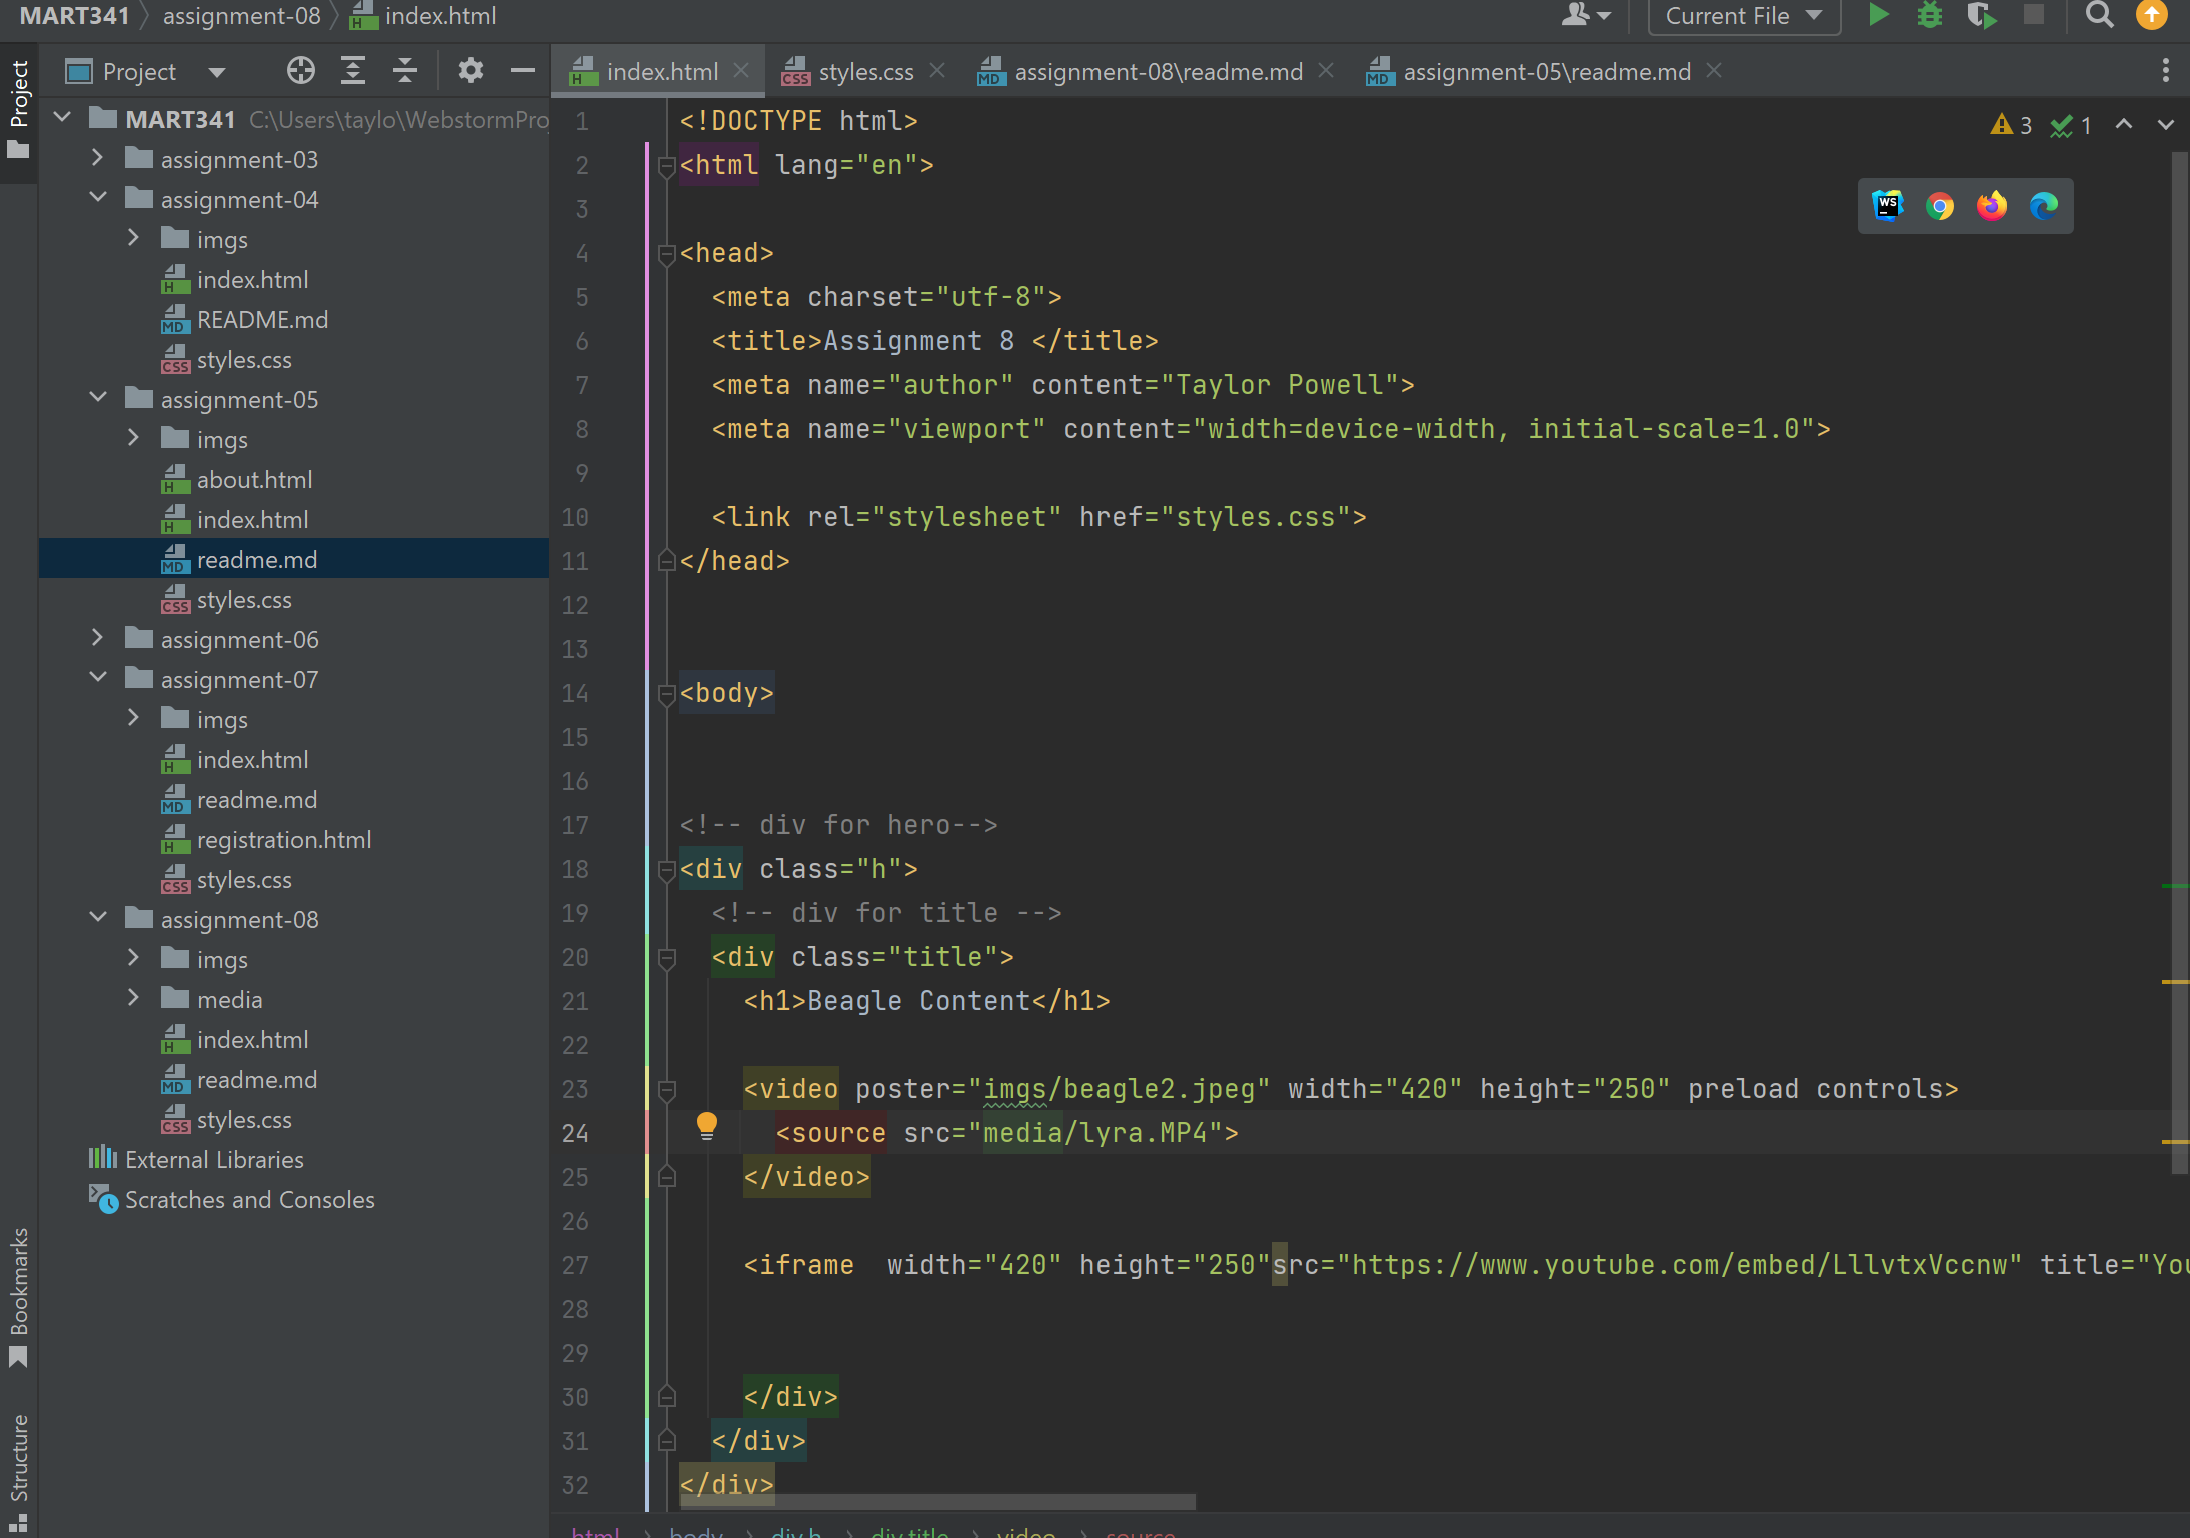 MART341 assignment-08 index.html
Current File
Project
Project
index.html
styles.css
assignment-08\readme.md
assignment-05\readme.md
MART341 C:\Users\taylo\WebstormPro
assignment-03
assignment-04
imgs
index.html
README.md
styles.css
assignment-05
imgs
about.html
index.html
readme.md
styles.css
assignment-06
assignment-07
imgs
index.html
readme.md
registration.html
styles.css
assignment-08
imgs
media
index.html
readme.md
styles.css
External Libraries
Scratches and Consoles
Bookmarks
Structure
3 1
WS
1 <!DOCTYPE html>
2 <html lang="en">
3
4 <head>
5 <meta charset="utf-8">
6 <title>Assignment 8 </title>
7 <meta name="author" content="Taylor Powell">
8 <meta name="viewport" content="width=device-width, initial-scale=1.0">
9
10 <link rel="stylesheet" href="styles.css">
11 </head>
12
13
14 <body>
15
16
17 <!-- div for hero-->
18 <div class="h">
19 <!-- div for title -->
20 <div class="title">
21 <h1>Beagle Content</h1>
22
23 <video poster="imgs/beagle2.jpeg" width="420" height="250" preload controls>
24 <source src="media/lyra.MP4">
25 </video>
26
27 <iframe  width="420" height="250"src="https://www.youtube.com/embed/LllvtxVccnw" title="You
28
29
30 </div>
31 </div>
32 </div>
html body div.h div.title video source